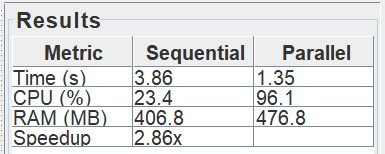 Results
Metric Sequential Parallel
Time (s) 3.86 1.35
CPU (%) 23.4 96.1
RAM (MB) 406.8 476.8
Speedup 2.86x